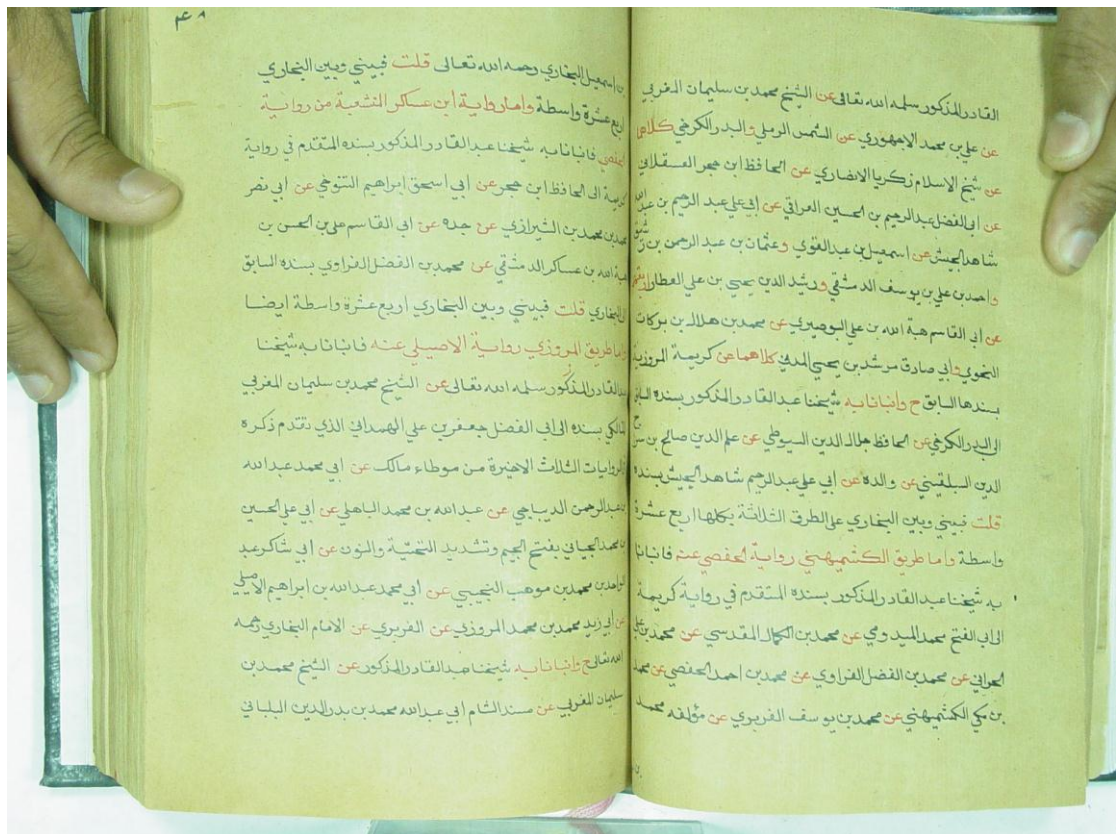 القادر المذكور سلمه الله تعالى عن الشيخ محمد بن سليمان المغربي
عن علي بن محمد الاجهوري عن الشمس الرملي والبدر الكرخي كلاهما
عن شيخ الاسلام زكريا الانصاري عن الحافظ ابن حجر العسقلاني
عن ابي الفضل عبد الرحيم بن الحسين العراقي عن ابي علي عبد الرحيم بن عبد الله
شاهد الجيش عن اسمعيل بن عبد القوي وعثمان بن عبد الرحمن بن رشيق
واحمد بن علي بن يوسف الدمشقي ورشيد الدين يحيى بن علي العطار اربعتهم
عن ابي القاسم هبة الله بن علي البوصيري عن محمد بن هلال بن بركات
النحوي وابي صادق مرشد بن يحيى المديني كلاهما عن كريمة المروزية
بسندها السابق ح وانبانا به شيخنا عبد القادر المذكور بسنده السابق
الى البدر الكرخي عن الحافظ جلال الدين السيوطي عن علم الدين صالح بن سراج
الدين البلقيني عن والده عن ابي علي عبد الرحيم شاهد الجيش بسنده
قلت فبيني وبين البخاري على الطرق الثلاثة بكلها اربع عشرة
واسطة واما طريق الكشميهني رواية الحفصي عنه فانبانا
به شيخنا عبد القادر المذكور بسنده المتقدم في رواية كريمة
الى ابي الفتح محمد الميدومي عن محمد بن الكمال المقدسي عن محمد بن علي
الحراني عن محمد بن الفضل الفراوي عن محمد بن احمد الحفصي عن محمد
بن مكي الكشميهني عن محمد بن يوسف الفربري عن مؤلفه محمد
بن اسمعيل البخاري رحمه الله تعالى قلت فبيني وبين البخاري
اربع عشرة واسطة واما رواية ابن عساكر المتشعبة من رواية
الحفصي فانبانا به شيخنا عبد القادر المذكور بسنده المتقدم في رواية
كريمة الى الحافظ ابن حجر عن ابي اسحق ابراهيم التنوخي عن ابي نصر
محمد بن محمد بن الشيرازي عن جده عن ابي القاسم علي بن الحسن بن
هبة الله بن عساكر الدمشقي عن محمد بن الفضل الفراوي بسنده السابق
الى البخاري قلت فبيني وبين البخاري اربع عشرة واسطة ايضا
واما طريق المروزي رواية الاصيلي عنه فانبانا به شيخنا
عبد القادر المذكور سلمه الله تعالى عن الشيخ محمد بن سليمان المغربي
المالكي بسنده الى ابي الفضل جعفر بن علي الهمداني الذي تقدم ذكره
في الروايات الثلاث الاخيرة من موطاء مالك عن ابي محمد عبد الله
بن عبد الرحمن الديباجي عن عبد الله بن محمد الباهلي عن ابي علي الحسين
بن محمد الجياني بفتح الجيم وتشديد التحتية والنون عن ابي شاكر عبد
الواحد بن محمد بن موهب التجيبي عن ابي محمد عبد الله بن ابراهيم الاصيلي
عن ابي زيد محمد بن محمد المروزي عن الفربري عن الامام البخاري رحمه
الله تعالى ح وانبانا به شيخنا عبد القادر المذكور عن الشيخ محمد بن
سليمان المغربي عن مسند الشام ابي عبد الله محمد بن بدر الدين البلباني